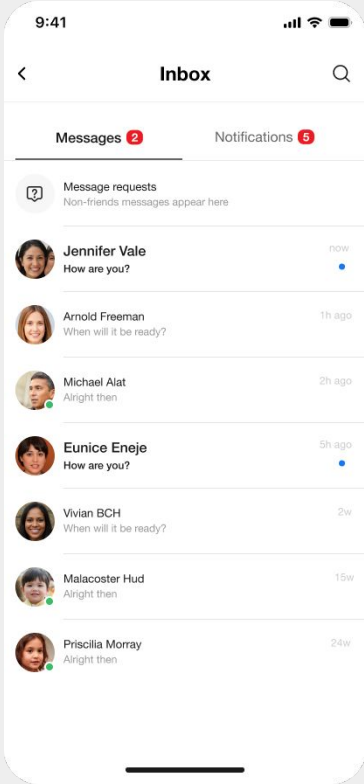 9:41
Inbox
Messages 2
Notifications 5
Message requests
Non-friends messages appear here
Jennifer Vale
now
How are you?
Arnold Freeman
1h ago
When will it be ready?
Michael Alat
2h ago
Alright then
Eunice Eneje
5h ago
How are you?
Vivian BCH
2w
When will it be ready?
Malacoster Hud
15w
Alright then
Priscilia Morray
24w
Alright then